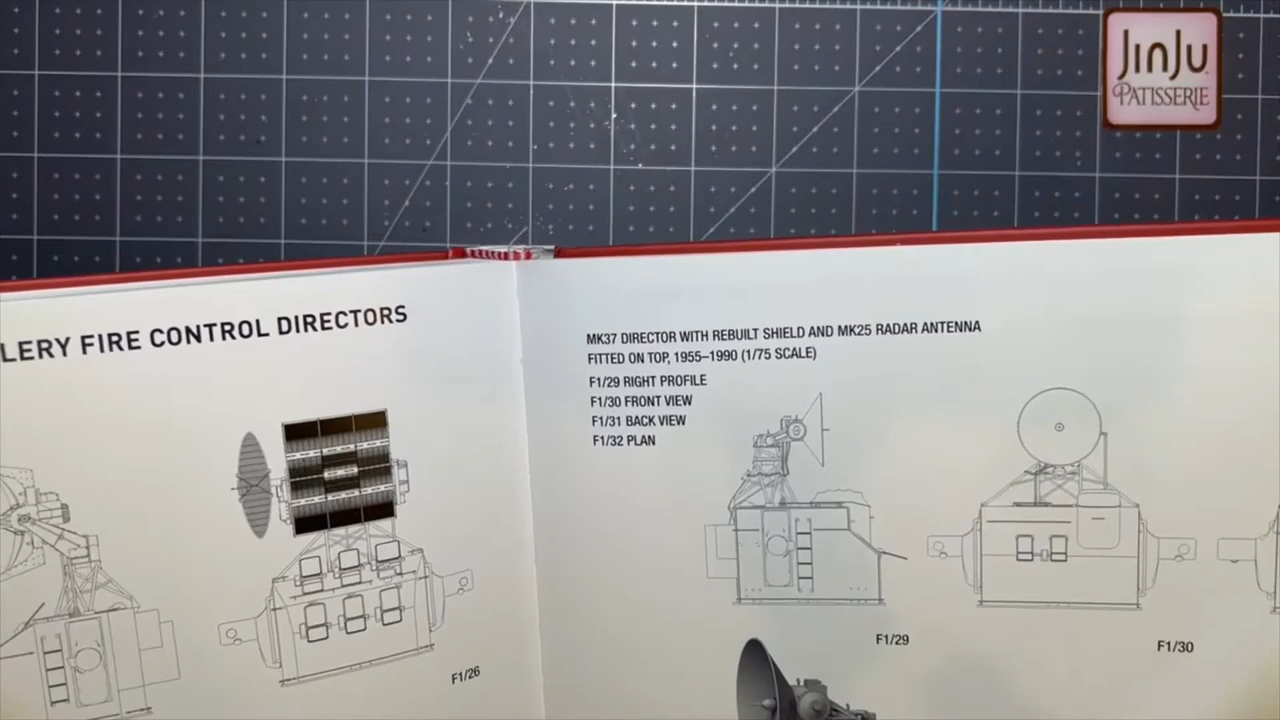 JinJu
PATISSERIE
LERY FIRE CONTROL DIRECTORS
F1/26
MK37 DIRECTOR WITH REBUILT SHIELD AND MK25 RADAR ANTENNA
FITTED ON TOP, 1955–1990 (1/75 SCALE)
F1/29 RIGHT PROFILE
F1/30 FRONT VIEW
F1/31 BACK VIEW
F1/32 PLAN
F1/29
F1/30